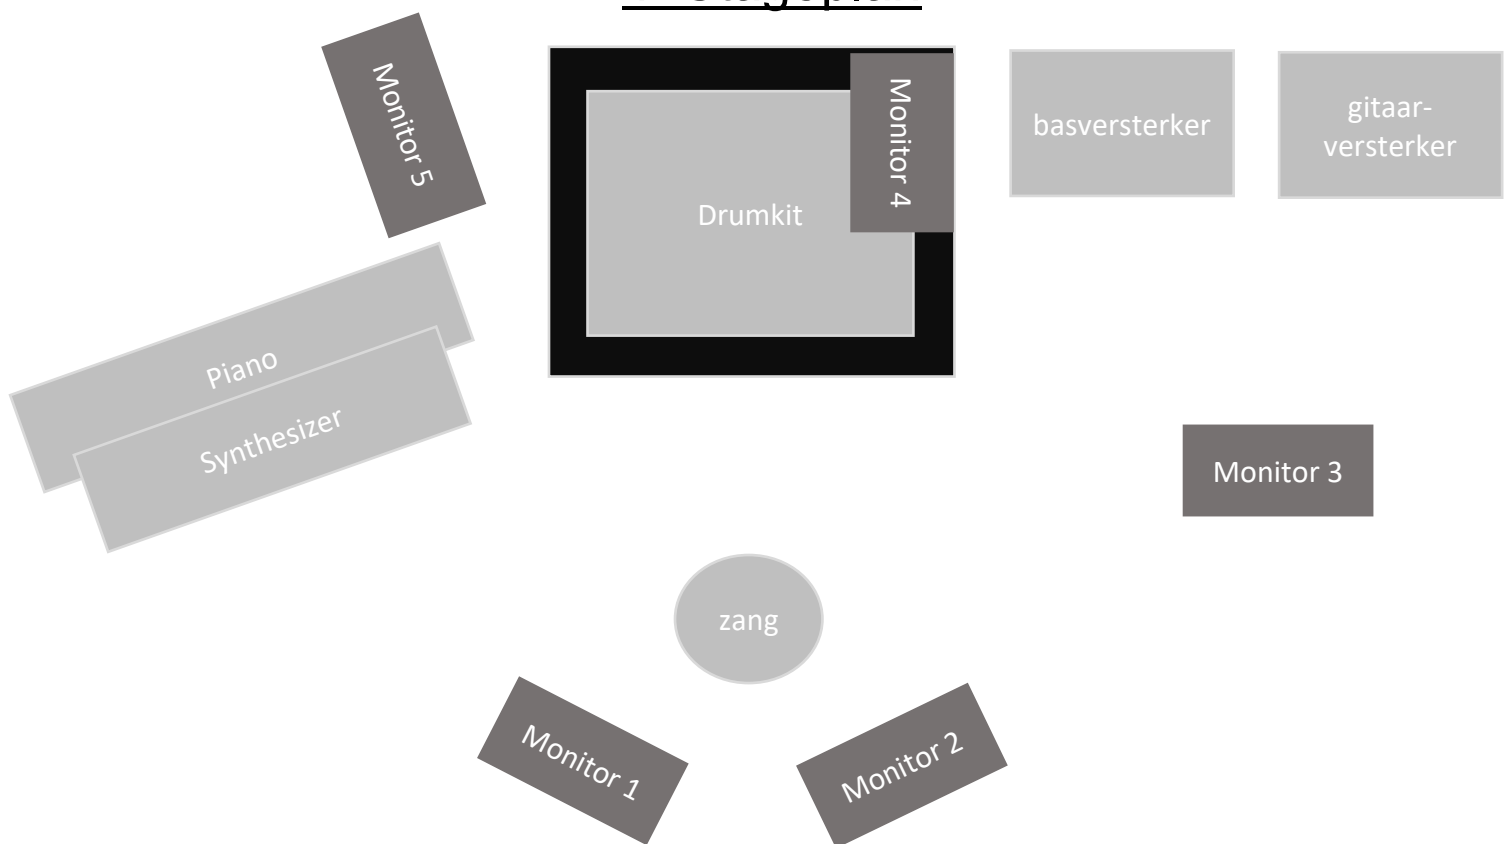 Monitor 5
Monitor 4
basversterker
gitaar-
versterker
Drumkit
Piano
Synthesizer
Monitor 3
zang
Monitor 1
Monitor 2